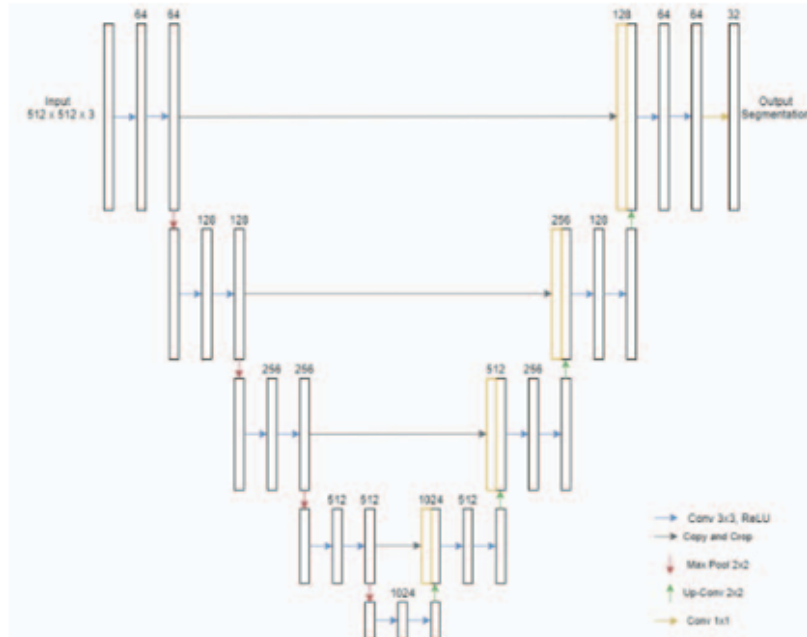 64 64 128 64 64 32
Input
512 x 512 x 3
Output
Segmentation
128 128 256 128
256 256 512 256
512 512 1024 512
1024
Conv 3x3, ReLU
Copy and Crop
Max Pool 2x2
Up-Conv 2x2
Conv 1x1